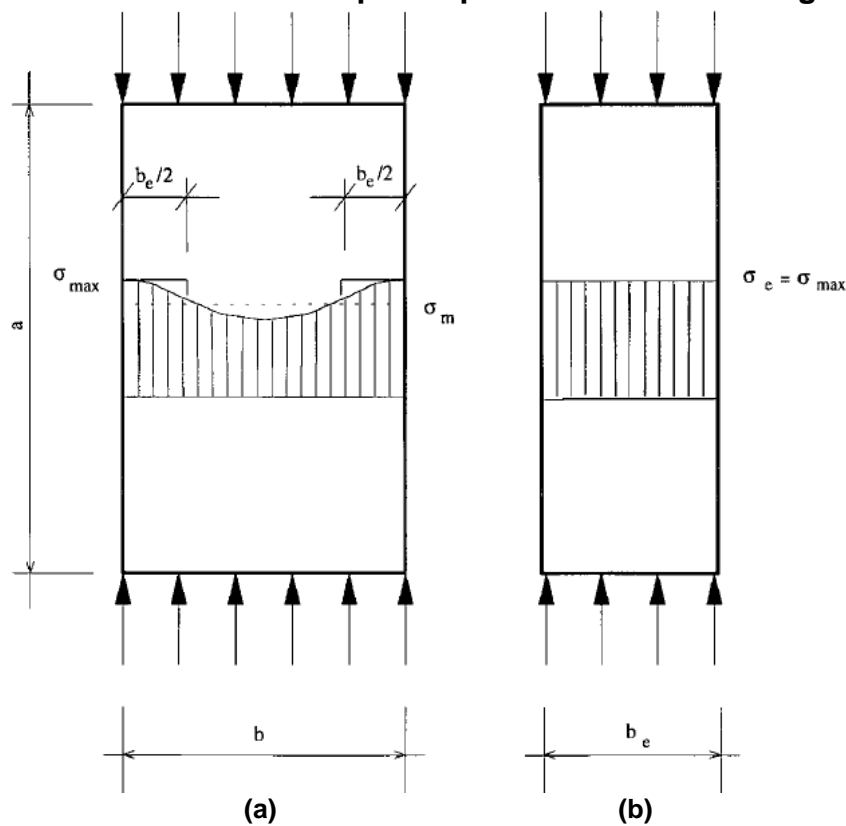 b_e/2 b_e/2
σ_max
σ_m
σ_e = σ_max
a
b
b_e
(a) (b)